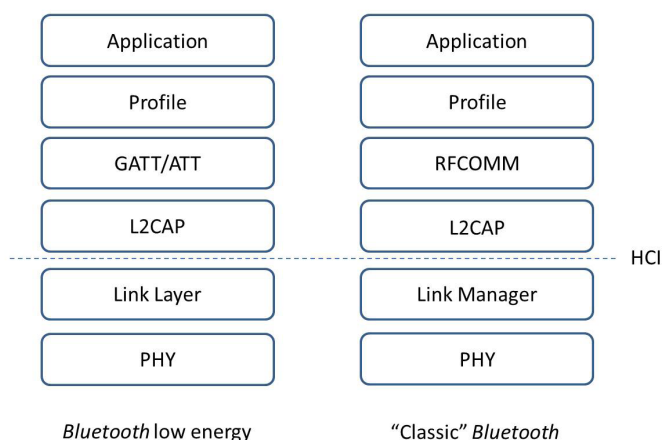 Application
Application
Profile
Profile
GATT/ATT
RFCOMM
L2CAP
L2CAP
HCI
Link Layer
Link Manager
PHY
PHY
Bluetooth low energy
“Classic” Bluetooth